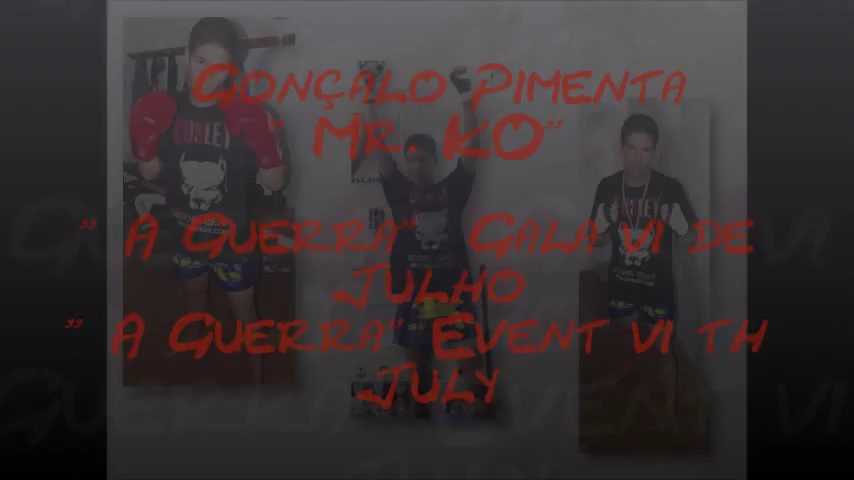 Gonçalo Pimenta
" Mr. KO"
" A Guerra" Gala VI de
Julho
" A Guerra" Event VI th
July